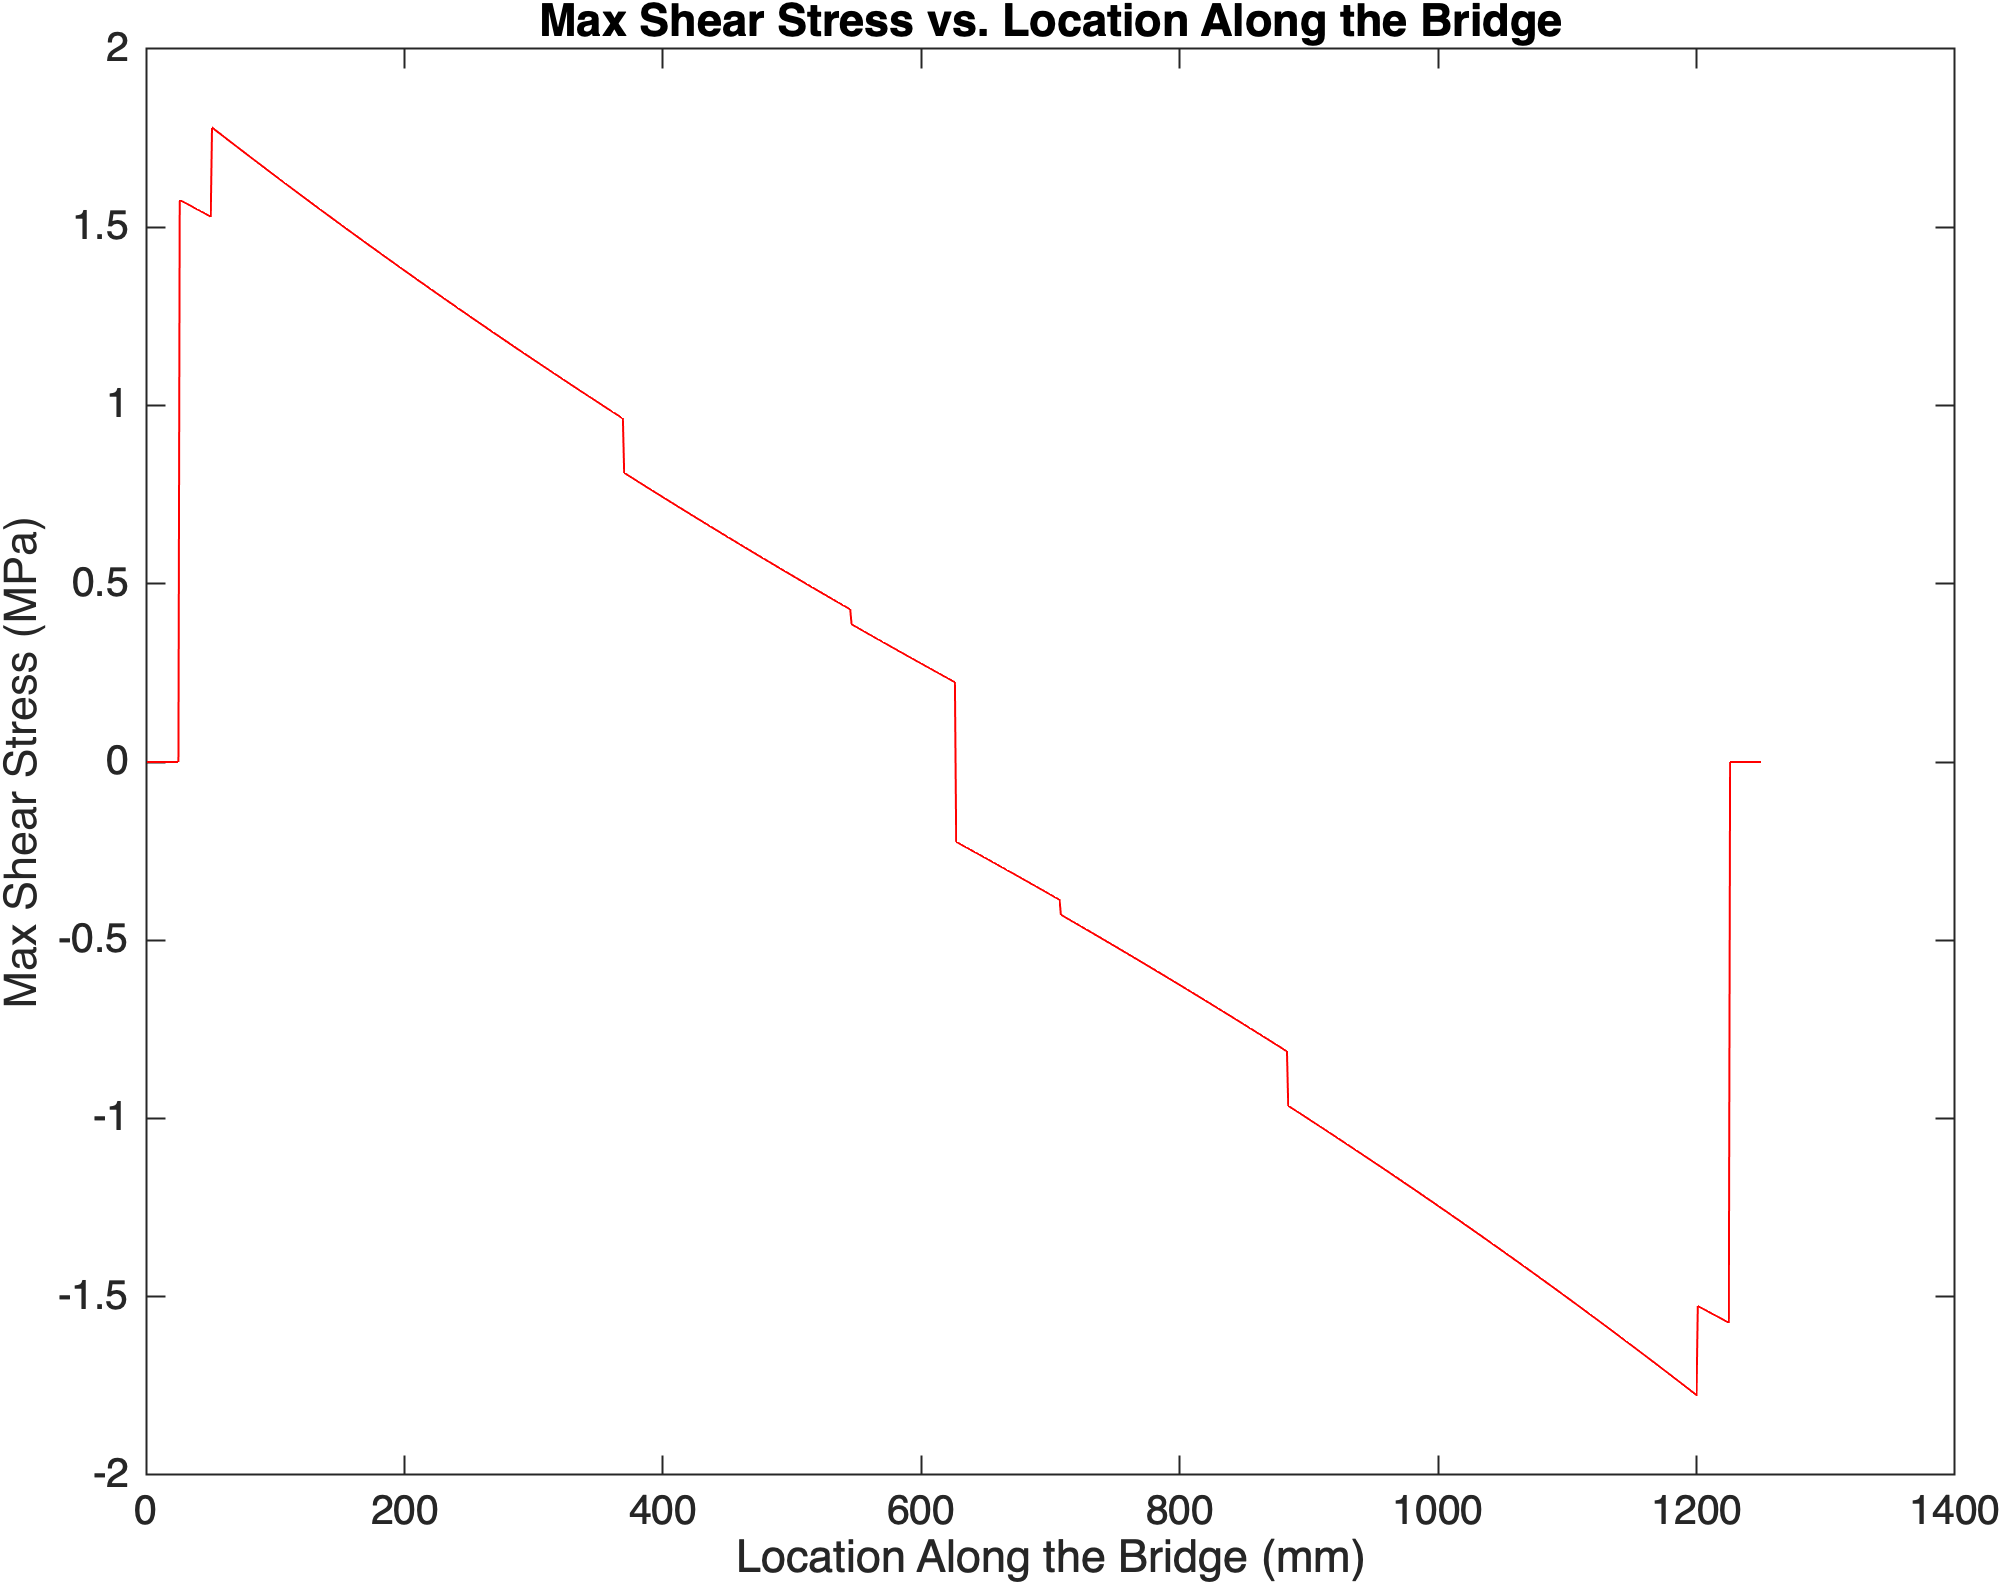 Max Shear Stress vs. Location Along the Bridge
2
1.5
1
0.5
0
-0.5
-1
-1.5
-2
Max Shear Stress (MPa)
0 200 400 600 800 1000 1200 1400
Location Along the Bridge (mm)